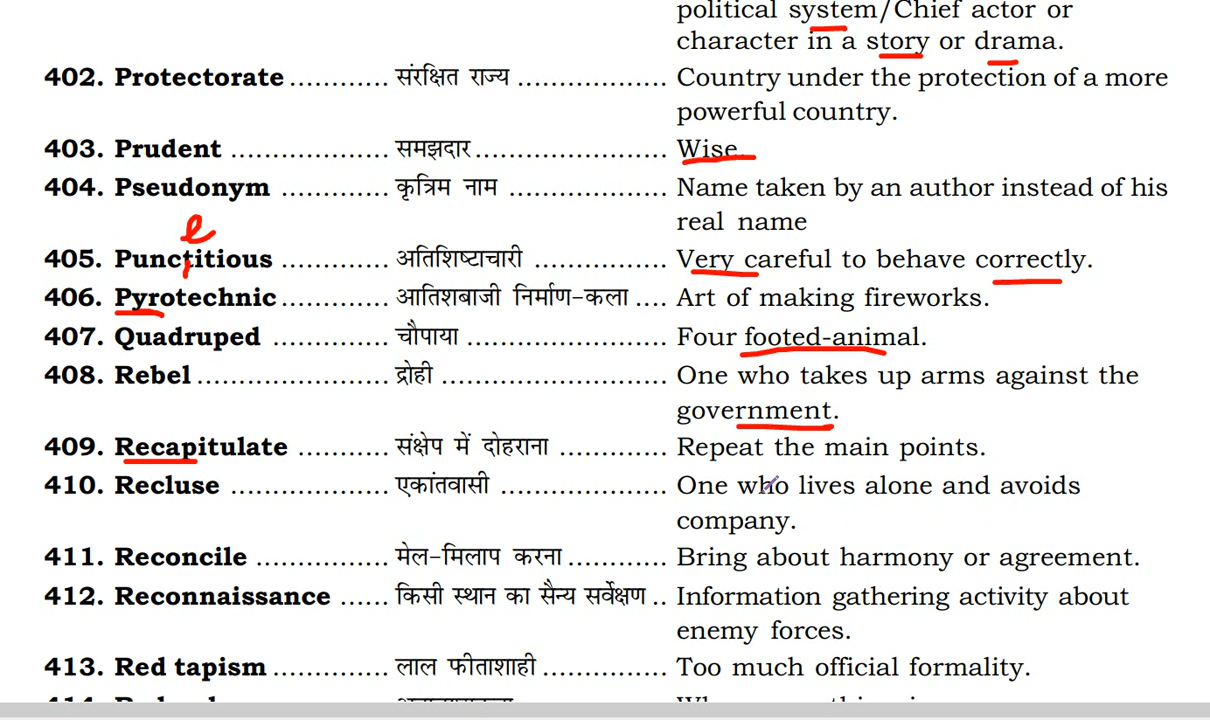 political system/Chief actor or
character in a story or drama.
402. Protectorate ............ संरक्षित राज्य ................... Country under the protection of a more
powerful country.
403. Prudent ................... समझदार ........................ Wise.
404. Pseudonym ............. कृत्रिम नाम .................... Name taken by an author instead of his
real name
e
405. Punctitious ............. अतिशिष्टाचारी ................ Very careful to behave correctly.
406. Pyrotechnic ............. आतिशबाजी निर्माण-कला .... Art of making fireworks.
407. Quadruped .............. चौपाया ......................... Four footed-animal.
408. Rebel ....................... द्रोही ............................ One who takes up arms against the
government.
409. Recapitulate ........... संक्षेप में दोहराना ............. Repeat the main points.
410. Recluse ................... एकांतवासी ..................... One who lives alone and avoids
company.
411. Reconcile ................ मेल-मिलाप करना ............ Bring about harmony or agreement.
412. Reconnaissance ...... किसी स्थान का सैन्य सर्वेक्षण .. Information gathering activity about
enemy forces.
413. Red tapism .............. लाल फीताशाही ............... Too much official formality.